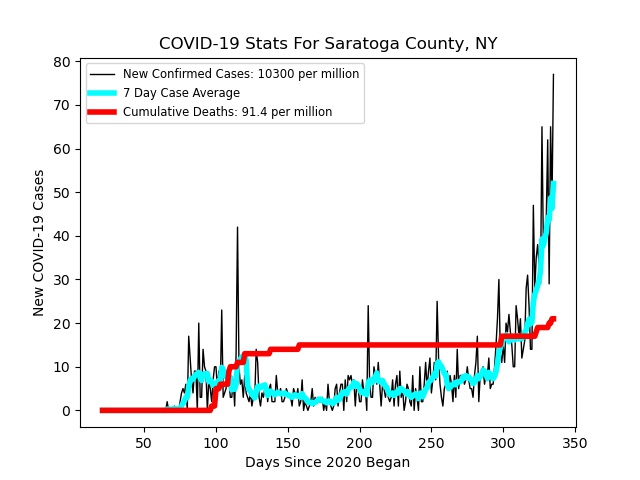 COVID-19 Stats For Saratoga County, NY
New Confirmed Cases: 10300 per million
7 Day Case Average
Cumulative Deaths: 91.4 per million
New COVID-19 Cases
80
70
60
50
40
30
20
10
0
50
100
150
200
250
300
350
Days Since 2020 Began